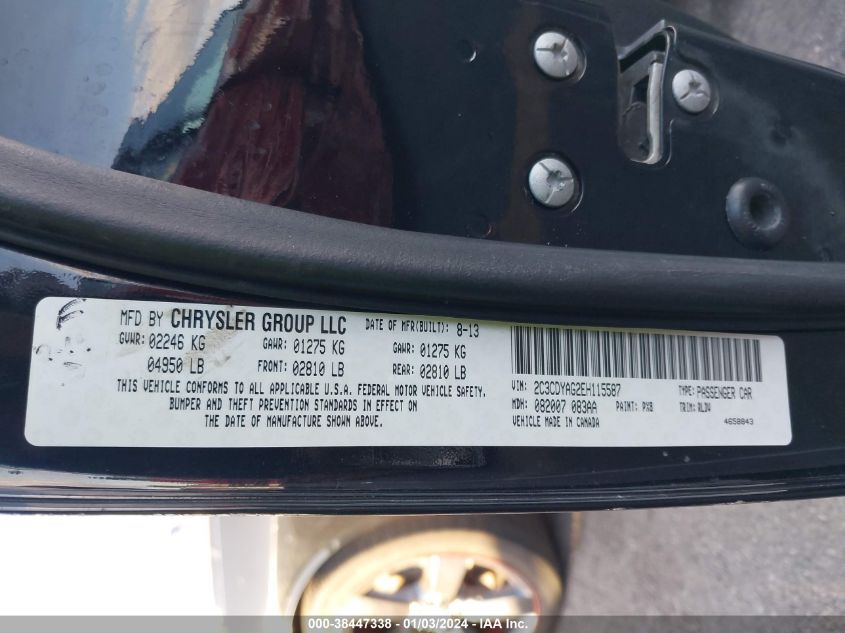 MFD BY CHRYSLER GROUP LLC DATE OF MFR(BUILT): 8-13
GVWR: 02246 KG GAWR: 01275 KG GAWR: 01275 KG
04950 LB FRONT: 02810 LB REAR: 02810 LB
THIS VEHICLE CONFORMS TO ALL APPLICABLE U.S.A. FEDERAL MOTOR VEHICLE SAFETY,
BUMPER AND THEFT PREVENTION STANDARDS IN EFFECT ON
THE DATE OF MANUFACTURE SHOWN ABOVE.
VIN: 2C3CDYAG2EH115587 TYPE: PASSENGER CAR
MDH: 082007 083AA PAINT: PX8 TRIM: RLDV
VEHICLE MADE IN CANADA 4658843
000-38447338 - 01/03/2024 - IAA Inc.